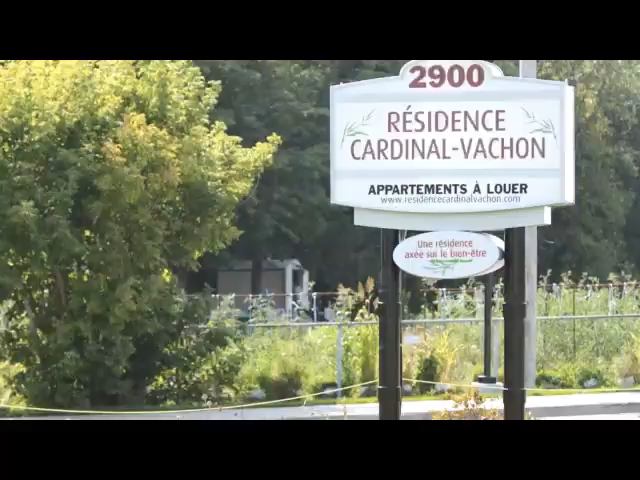 2900
RÉSIDENCE
CARDINAL-VACHON
APPARTEMENTS À LOUER
www.residencecardinalvachon.com
Une résidence
axée sur le bien-être